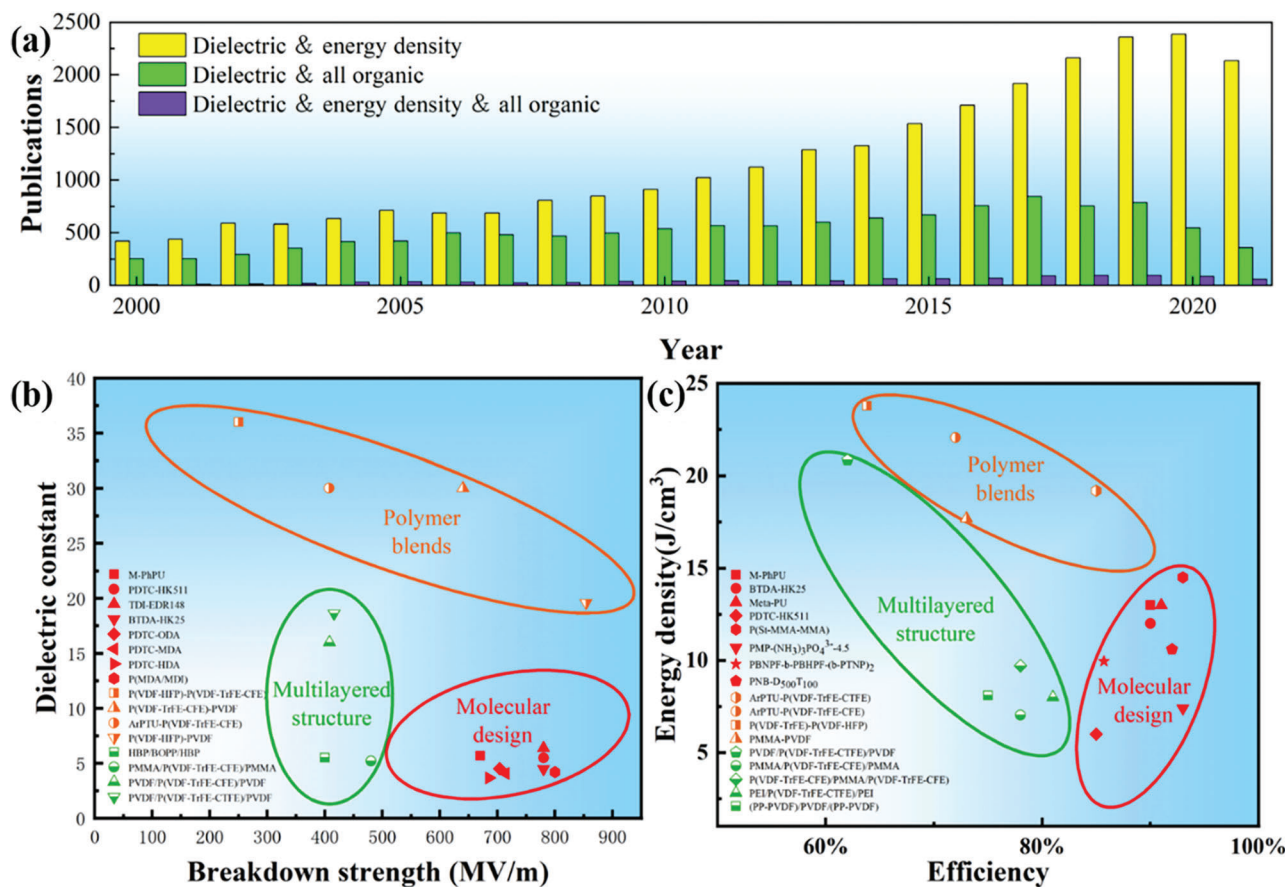 (a)
Publications
2500
2000
1500
1000
500
0
Dielectric & energy density
Dielectric & all organic
Dielectric & energy density & all organic
2000 2005 2010 2015 2020
Year
(b)
Dielectric constant
40
35
30
25
20
15
10
5
0
Polymer
blends
Multilayered
structure
Molecular
design
M-PhPU
PDTC-HK511
TDI-EDR148
BTDA-HK25
PDTC-ODA
PDTC-MDA
PDTC-HDA
P(MDA/MDI)
P(VDF-HFP)-P(VDF-TrFE-CFE)
P(VDF-TrFE-CFE)-PVDF
ArPTU-P(VDF-TrFE-CFE)
P(VDF-HFP)-PVDF
HBP/BOPP/HBP
PMMA/P(VDF-TrFE-CFE)/PMMA
PVDF/P(VDF-TrFE-CFE)/PVDF
PVDF/P(VDF-TrFE-CTFE)/PVDF
0 100 200 300 400 500 600 700 800 900
Breakdown strength (MV/m)
(c)
Energy density(J/cm³)
25
20
15
10
5
Polymer
blends
Multilayered
structure
Molecular
design
M-PhPU
BTDA-HK25
Meta-PU
PDTC-HK511
P(St-MMA-MMA)
PMP-(NH₃)₃PO₄³⁻-4.5
PBNPF-b-PBHPF-(b-PTNP)₂
PNB-D₅₀₀T₁₀₀
ArPTU-P(VDF-TrFE-CTFE)
ArPTU-P(VDF-TrFE-CFE)
P(VDF-TrFE)-P(VDF-HFP)
PMMA-PVDF
PVDF/P(VDF-TrFE-CTFE)/PVDF
PMMA/P(VDF-TrFE-CFE)/PMMA
P(VDF-TrFE-CFE)/PMMA/P(VDF-TrFE-CFE)
PEI/P(VDF-TrFE-CTFE)/PEI
(PP-PVDF)/PVDF/(PP-PVDF)
60% 80% 100%
Efficiency